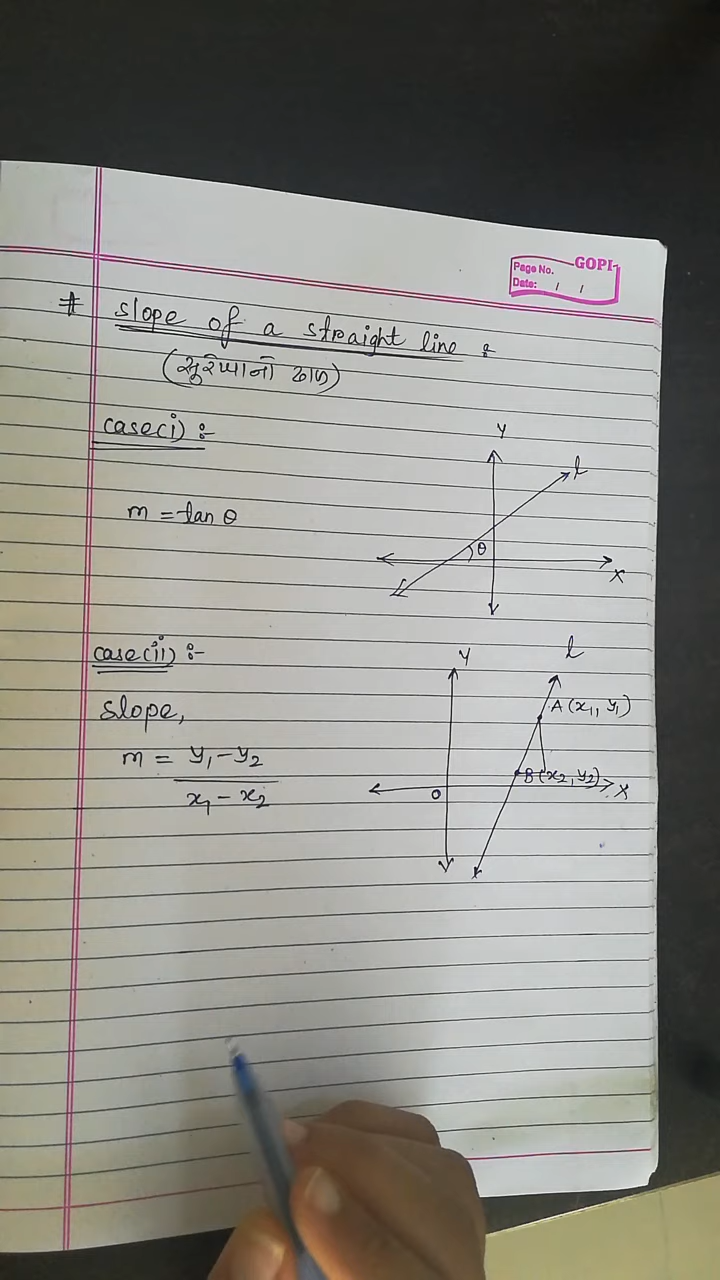 GOPI
Page No.
Date: / /
# slope of a straight line :
(સુરેખાનો ઢાળ)
case(i) :-
m = tan θ
Y
l
θ
X
case(ii) :-
slope,
m = y₁ - y₂
x₁ - x₂
Y
l
A (x₁, y₁)
B(x₂, y₂)
O
X